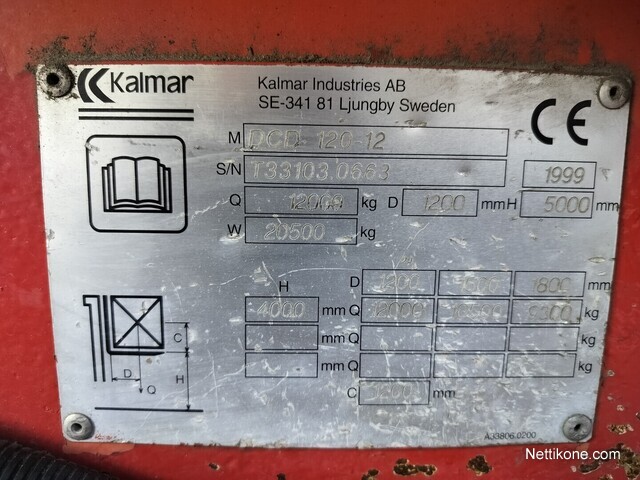 Kalmar
Kalmar Industries AB
SE-341 81 Ljungby Sweden
CE
M DCD 120-12
S/N T33103.0663 1999
Q 12000 kg D 1200 mm H 5000 mm
W 20500 kg
H D 1200 1800 mm
4000 mm Q 12000 kg
mm Q kg
mm Q kg
C mm
C
D H
Q
A33806.0200
Nettikone.com